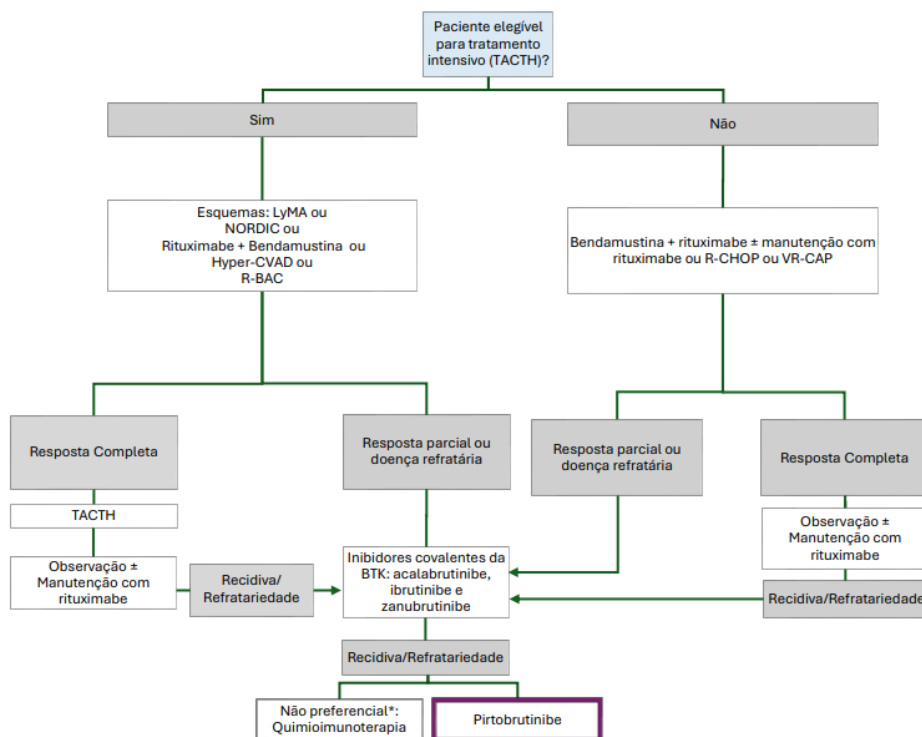 Paciente elegível
para tratamento
intensivo (TACTH)?
Sim
Não
Esquemas: LyMA ou
NORDIC ou
Rituximabe + Bendamustina ou
Hyper-CVAD ou
R-BAC
Bendamustina + rituximabe ± manutenção com
rituximabe ou R-CHOP ou VR-CAP
Resposta Completa
Resposta parcial ou
doença refratária
Resposta parcial ou
doença refratária
Resposta Completa
TACTH
Observação ±
Manutenção com
rituximabe
Observação ±
Manutenção com
rituximabe
Recidiva/
Refratariedade
Inibidores covalentes da
BTK: acalabrutinibe,
ibrutinibe e
zanubrutinibe
Recidiva/Refratariedade
Recidiva/Refratariedade
Não preferencial*:
Quimioimunoterapia
Pirtobrutinibe